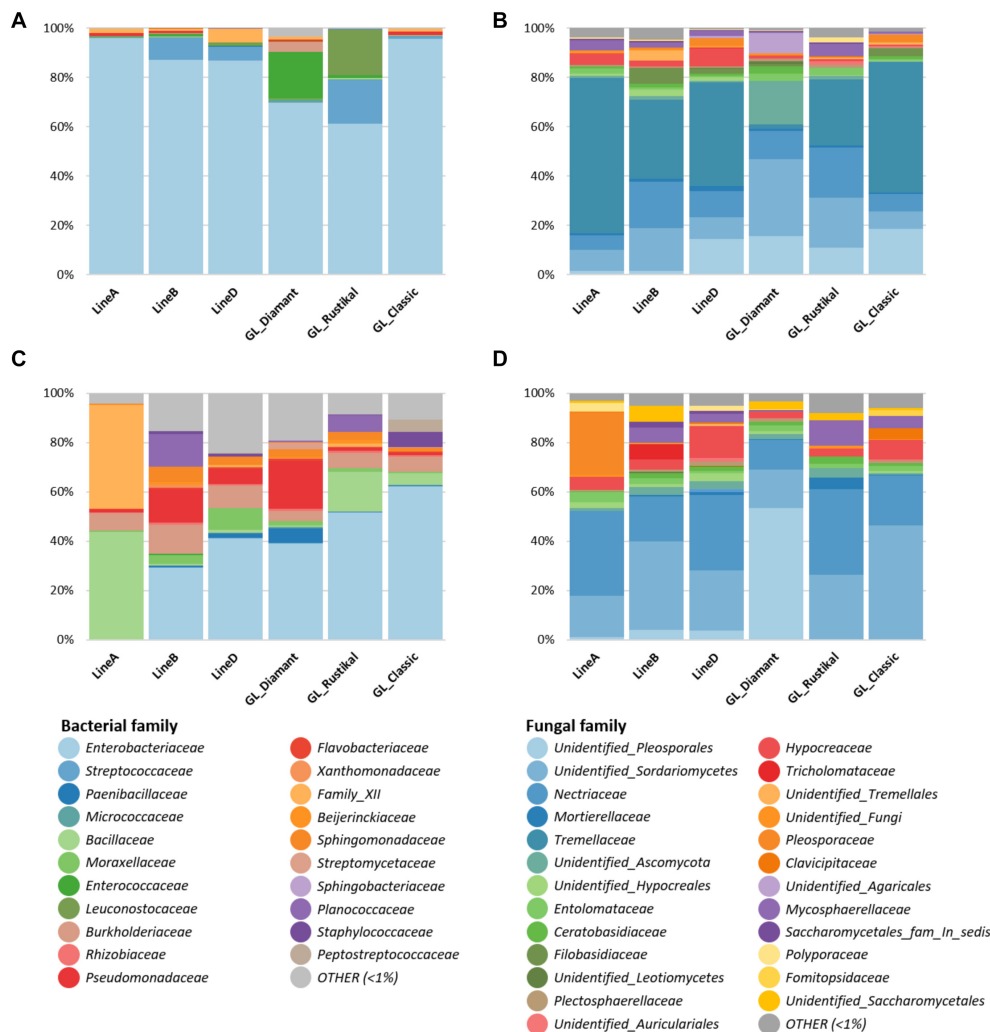 A
100%
80%
60%
40%
20%
0%
LineA
LineB
LineD
GL_Diamant
GL_Rustikal
GL_Classic
B
100%
80%
60%
40%
20%
0%
LineA
LineB
LineD
GL_Diamant
GL_Rustikal
GL_Classic
C
100%
80%
60%
40%
20%
0%
LineA
LineB
LineD
GL_Diamant
GL_Rustikal
GL_Classic
D
100%
80%
60%
40%
20%
0%
LineA
LineB
LineD
GL_Diamant
GL_Rustikal
GL_Classic
Bacterial family
Enterobacteriaceae
Streptococcaceae
Paenibacillaceae
Micrococcaceae
Bacillaceae
Moraxellaceae
Enterococcaceae
Leuconostocaceae
Burkholderiaceae
Rhizobiaceae
Pseudomonadaceae
Flavobacteriaceae
Xanthomonadaceae
Family_XII
Beijerinckiaceae
Sphingomonadaceae
Streptomycetaceae
Sphingobacteriaceae
Planococcaceae
Staphylococcaceae
Peptostreptococcaceae
OTHER (<1%)
Fungal family
Unidentified_Pleosporales
Unidentified_Sordariomycetes
Nectriaceae
Mortierellaceae
Tremellaceae
Unidentified_Ascomycota
Unidentified_Hypocreales
Entolomataceae
Ceratobasidiaceae
Filobasidiaceae
Unidentified_Leotiomycetes
Plectosphaerellaceae
Unidentified_Auriculariales
Hypocreaceae
Tricholomataceae
Unidentified_Tremellales
Unidentified_Fungi
Pleosporaceae
Clavicipitaceae
Unidentified_Agaricales
Mycosphaerellaceae
Saccharomycetales_fam_In_sedis
Polyporaceae
Fomitopsidaceae
Unidentified_Saccharomycetales
OTHER (<1%)